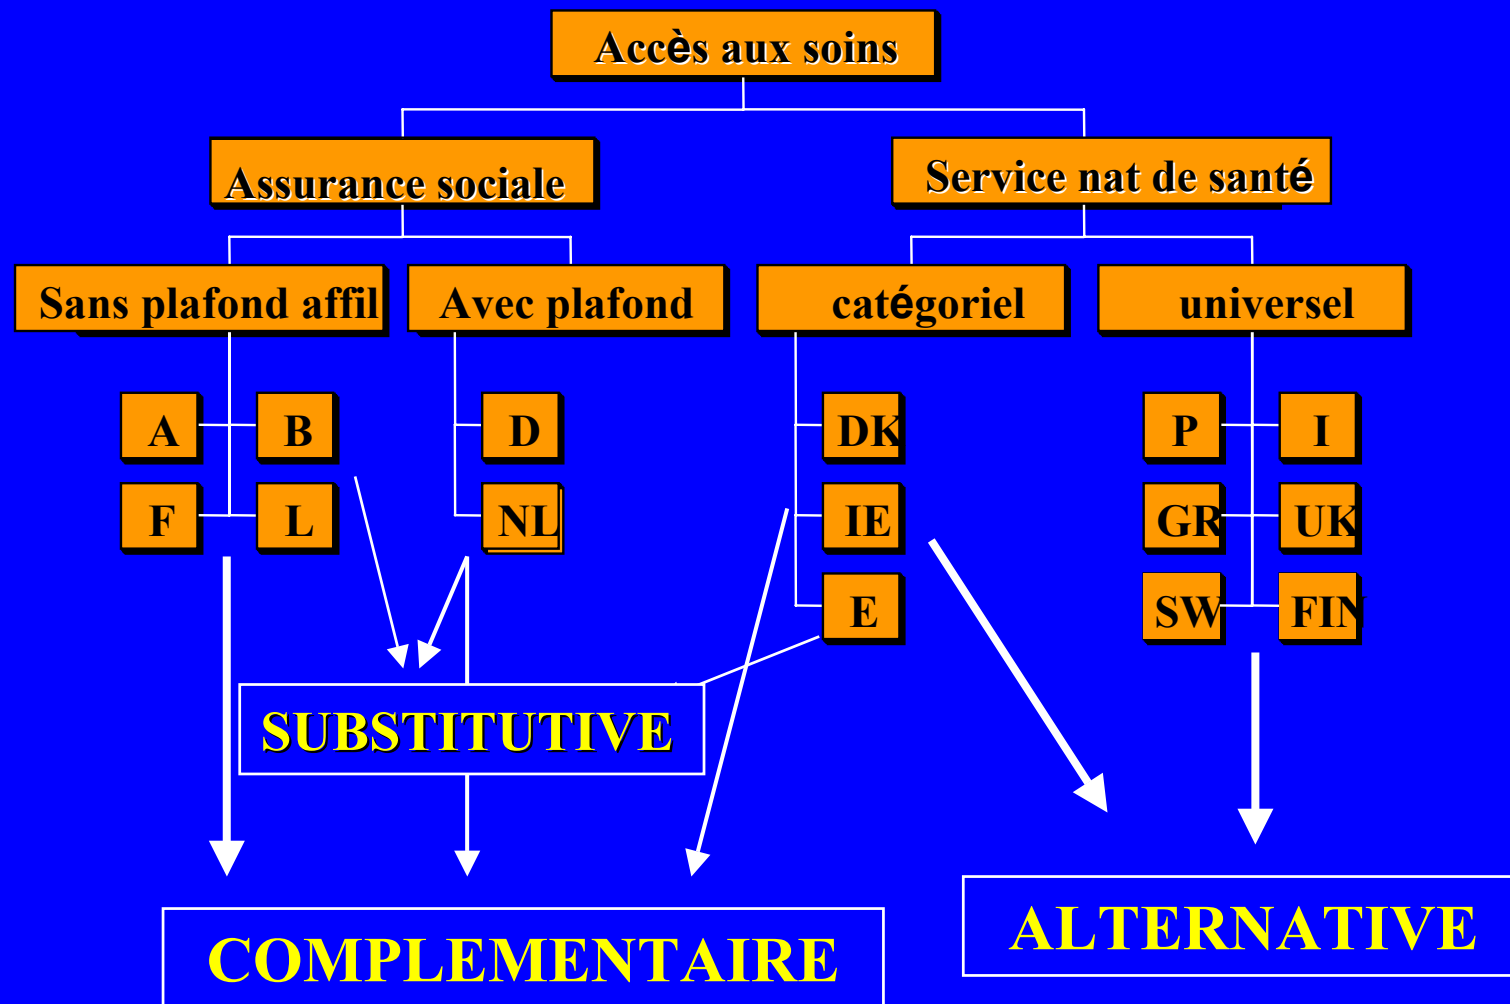 Accès aux soins
Assurance sociale
Service nat de santé
Sans plafond affil
Avec plafond
catégoriel
universel
A
B
D
DK
P
I
F
L
NL
IE
GR
UK
E
SW
FIN
SUBSTITUTIVE
ALTERNATIVE
COMPLEMENTAIRE